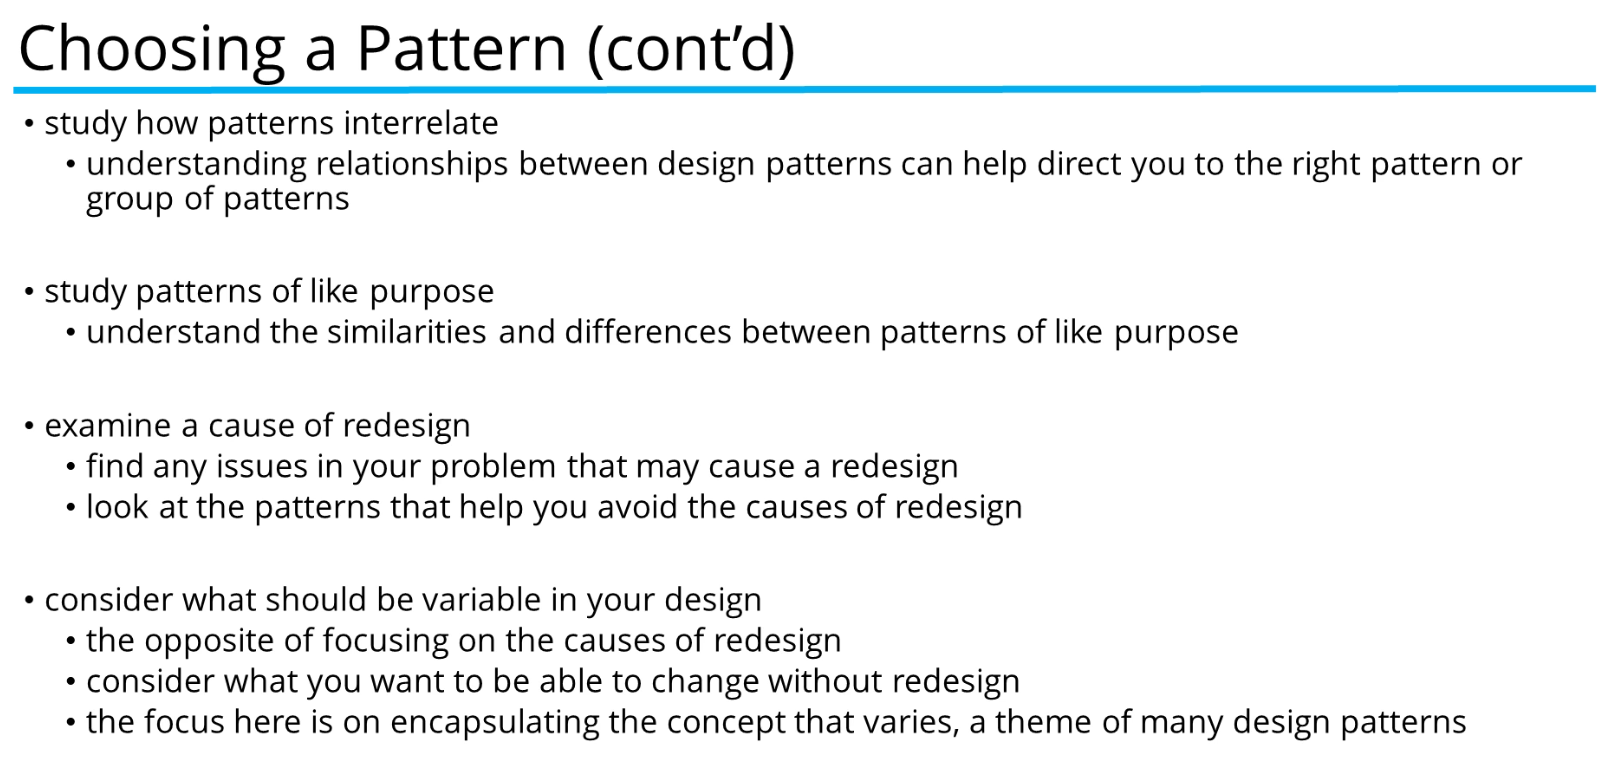 Choosing a Pattern (cont’d)
• study how patterns interrelate
• understanding relationships between design patterns can help direct you to the right pattern or
group of patterns
• study patterns of like purpose
• understand the similarities and differences between patterns of like purpose
• examine a cause of redesign
• find any issues in your problem that may cause a redesign
• look at the patterns that help you avoid the causes of redesign
• consider what should be variable in your design
• the opposite of focusing on the causes of redesign
• consider what you want to be able to change without redesign
• the focus here is on encapsulating the concept that varies, a theme of many design patterns